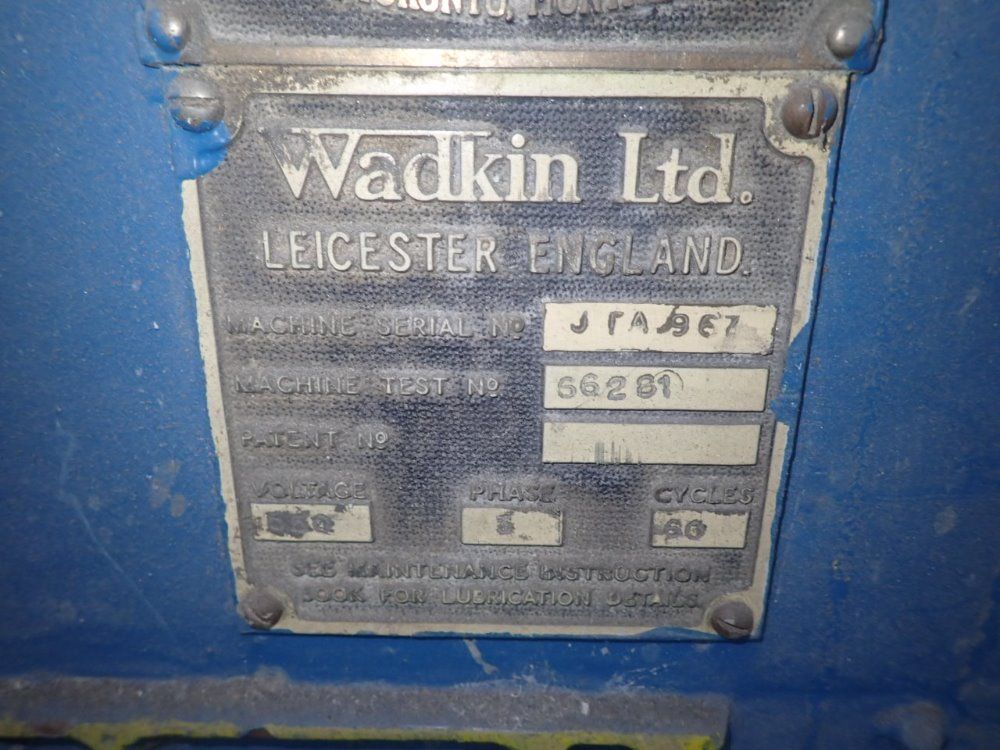 TORONTO,
Wadkin Ltd.
LEICESTER ENGLAND.
MACHINE SERIAL Nº JTA 967
MACHINE TEST Nº 66281
PATENT Nº
VOLTAGE PHASE CYCLES
3 60
SEE MAINTENANCE INSTRUCTION
BOOK FOR LUBRICATION DETAILS